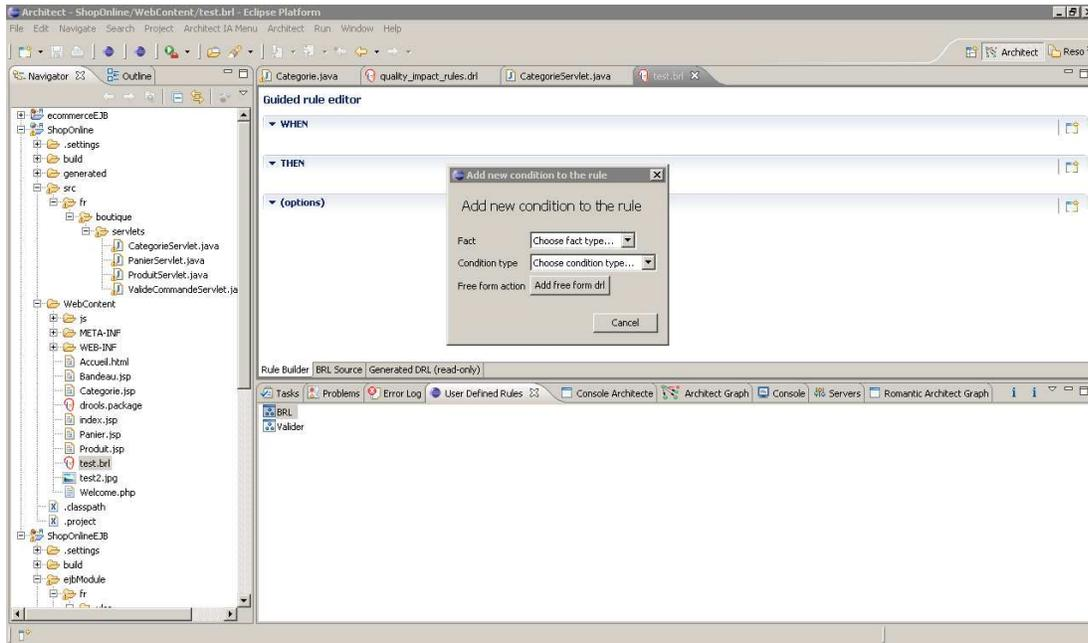 Architect - ShopOnline/WebContent/test.brl - Eclipse Platform
File Edit Navigate Search Project Architect IA Menu Architect Run Window Help
Architect Reso
Navigator Outline
Categorie.java quality_impact_rules.drl CategorieServlet.java test.brl
ecommerceEJB
ShopOnline
.settings
build
generated
src
fr
boutique
servlets
CategorieServlet.java
PanierServlet.java
ProduitServlet.java
ValideCommandeServlet.ja
WebContent
js
META-INF
WEB-INF
Accueil.html
Bandeau.jsp
Categorie.jsp
drools.package
index.jsp
Panier.jsp
Produit.jsp
test.brl
test2.jpg
Welcome.php
.classpath
.project
ShopOnlineEJB
.settings
build
ejbModule
fr
Guided rule editor
WHEN
THEN
(options)
Add new condition to the rule
Add new condition to the rule
Fact Choose fact type...
Condition type Choose condition type...
Free form action Add free form drl
Cancel
Rule Builder BRL Source Generated DRL (read-only)
Tasks Problems Error Log User Defined Rules Console Architecte Architect Graph Console Servers Romantic Architect Graph
BRL
Valider